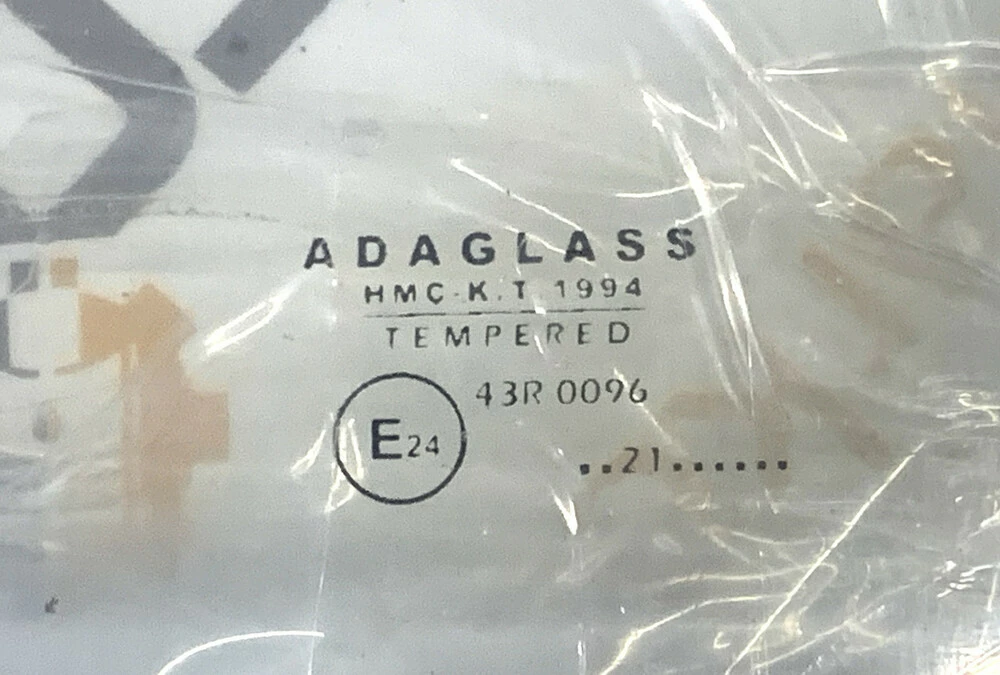 ADAGLASS
HMC-K.T 1994
TEMPERED
43R 0096
E24
..21.......